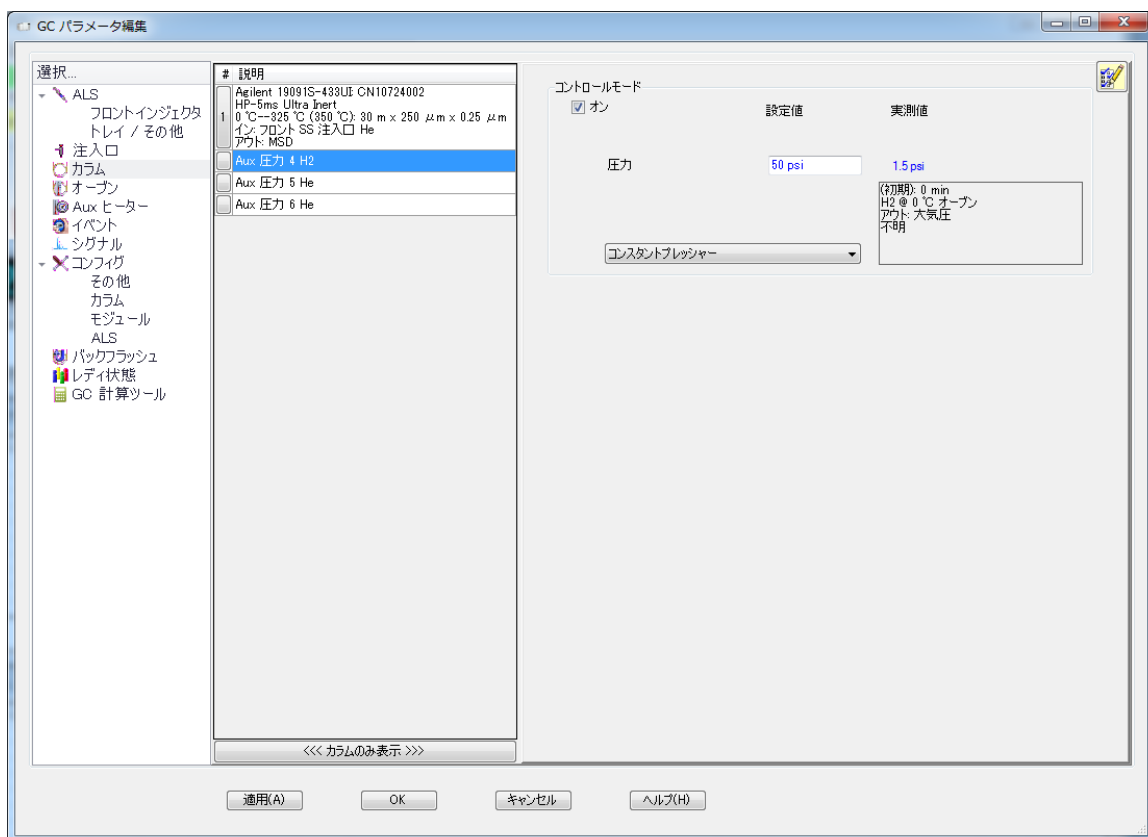 GC パラメータ編集
選択...
ALS
フロントインジェクタ
トレイ / その他
注入口
カラム
オーブン
Aux ヒーター
イベント
シグナル
コンフィグ
その他
カラム
モジュール
ALS
バックフラッシュ
レディ状態
GC 計算ツール
# 説明
1
Agilent 19091S-433UI: CN10724002
HP-5ms Ultra Inert
0 ℃--325 ℃ (350 ℃): 30 m x 250 μm x 0.25 μm
イン: フロント SS 注入口 He
アウト: MSD
Aux 圧力 4 H2
Aux 圧力 5 He
Aux 圧力 6 He
<<< カラムのみ表示 >>>
コントロールモード
オン 設定値 実測値
圧力 50 psi 1.5 psi
(初期): 0 min
H2 @ 0 ℃ オーブン
アウト: 大気圧
不明
コンスタントプレッシャー
適用(A) OK キャンセル ヘルプ(H)